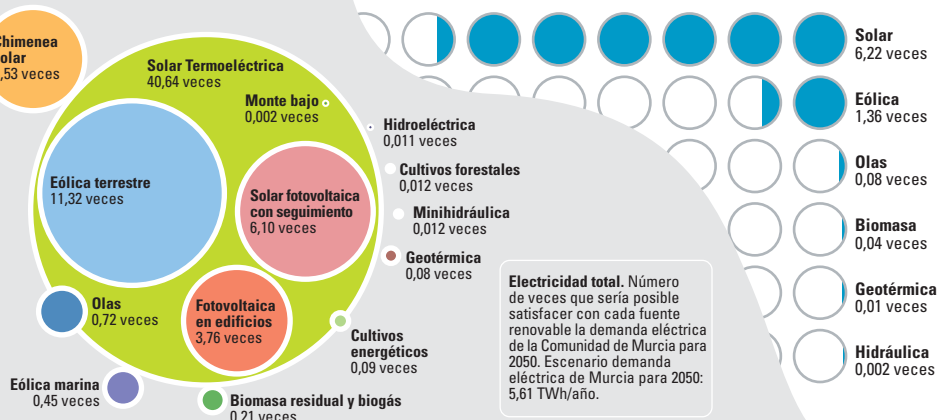 Chimenea
solar
,53 veces
Solar Termoeléctrica
40,64 veces
Monte bajo
0,002 veces
Hidroeléctrica
0,011 veces
Cultivos forestales
0,012 veces
Minihidráulica
0,012 veces
Geotérmica
0,08 veces
Eólica terrestre
11,32 veces
Solar fotovoltaica
con seguimiento
6,10 veces
Olas
0,72 veces
Fotovoltaica
en edificios
3,76 veces
Cultivos
energéticos
0,09 veces
Eólica marina
0,45 veces
Biomasa residual y biogás
0,21 veces
Electricidad total. Número
de veces que sería posible
satisfacer con cada fuente
renovable la demanda eléctrica
de la Comunidad de Murcia para
2050. Escenario demanda
eléctrica de Murcia para 2050:
5,61 TWh/año.
Solar
6,22 veces
Eólica
1,36 veces
Olas
0,08 veces
Biomasa
0,04 veces
Geotérmica
0,01 veces
Hidráulica
0,002 veces